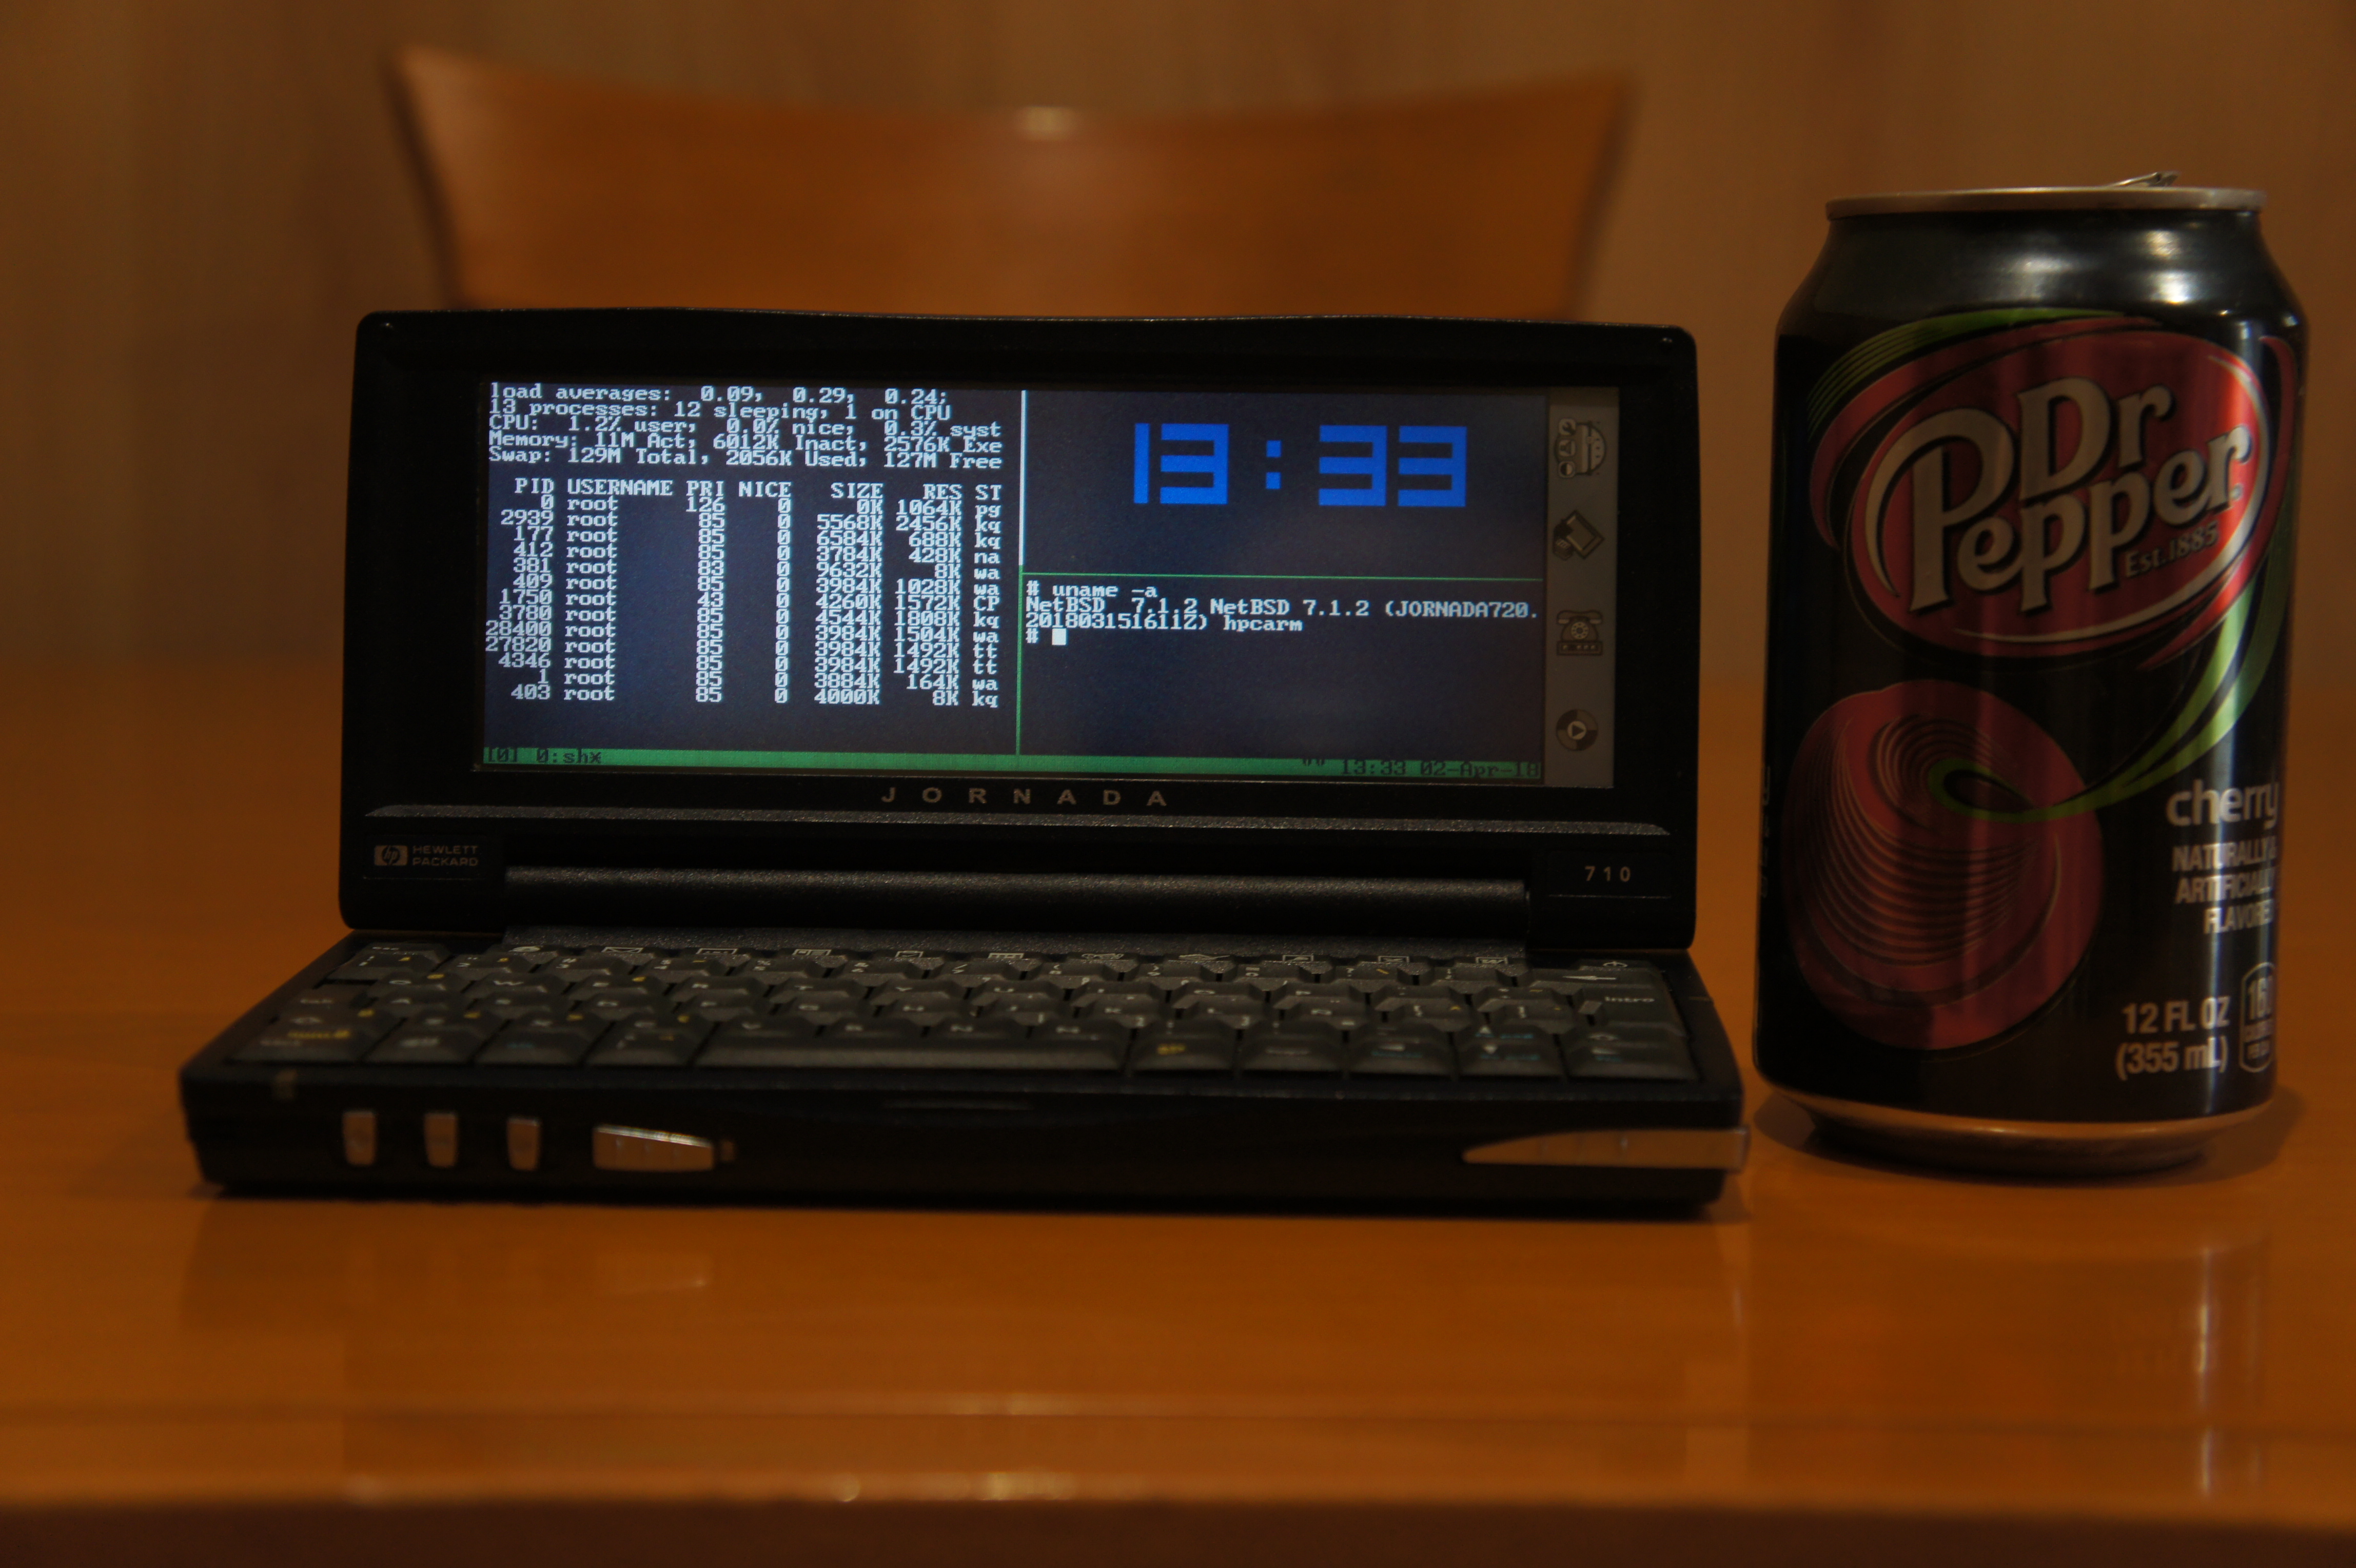 load averages:  0.09,  0.29,  0.24;
13 processes: 12 sleeping, 1 on CPU
CPU:  1.2% user,  0.0% nice,  0.3% syst
Memory: 11M Act, 6012K Inact, 2576K Exe
Swap: 129M Total, 2056K Used, 127M Free
PID USERNAME PRI NICE SIZE RES ST
0 root 126 0 0K 1064K pg
2939 root 85 0 5568K 2456K kq
177 root 85 0 6584K 688K kq
412 root 85 0 3784K 428K na
381 root 83 0 9632K 8K wa
409 root 85 0 3984K 1028K wa
1750 root 43 0 4260K 1572K CP
3780 root 85 0 4544K 1808K kq
28400 root 85 0 3984K 1504K wa
27820 root 85 0 3984K 1492K tt
4346 root 85 0 3984K 1492K tt
1 root 85 0 3884K 164K wa
403 root 85 0 4000K 8K kq
13:33
# uname -a
NetBSD  7.1.2 NetBSD 7.1.2 (JORNADA720.
201803151611Z) hpcarm
#
[0] 0:sh*
"" 13:33 02-Apr-18
JORNADA
hp HEWLETT
PACKARD
710
Intro
Dr
Pepper
Est.1885
cherry
NATURALLY &
ARTIFICIALLY
FLAVORED
12 FL OZ
(355 mL)